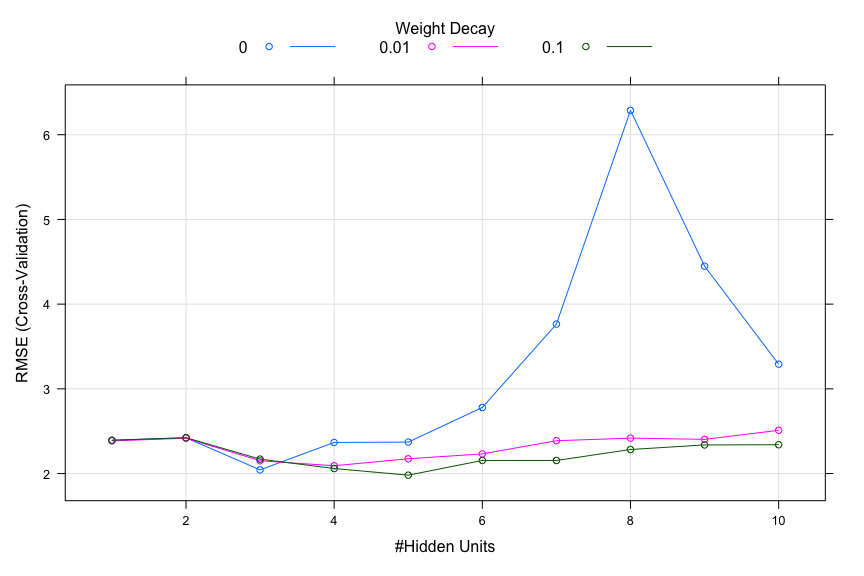 Weight Decay
0 0.01 0.1
6
5
4
3
2
RMSE (Cross-Validation)
2 4 6 8 10
#Hidden Units